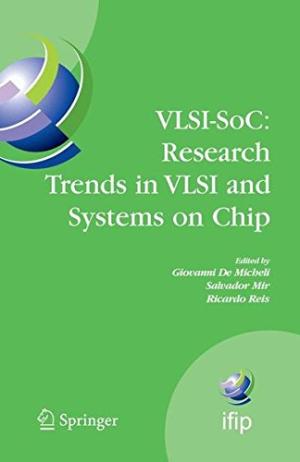 VLSI-SoC:
Research
Trends in VLSI and
Systems on Chip
Edited by
Giovanni De Micheli
Salvador Mir
Ricardo Reis
Springer
ifip